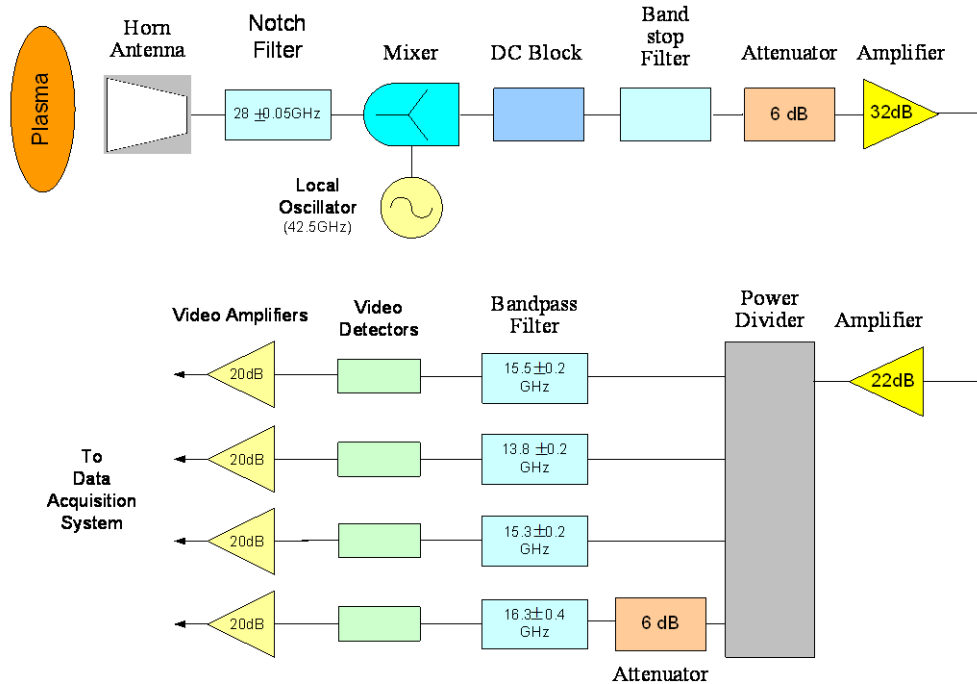 Plasma
Horn
Antenna
Notch
Filter
28 ±0.05GHz
Mixer
Local
Oscillator
(42.5GHz)
DC Block
Band
stop
Filter
Attenuator
6 dB
Amplifier
32dB
Video Amplifiers
Video
Detectors
Bandpass
Filter
Power
Divider
Amplifier
22dB
20dB
15.5±0.2
GHz
20dB
13.8 ±0.2
GHz
To
Data
Acquisition
System
20dB
15.3±0.2
GHz
20dB
16.3±0.4
GHz
6 dB
Attenuator